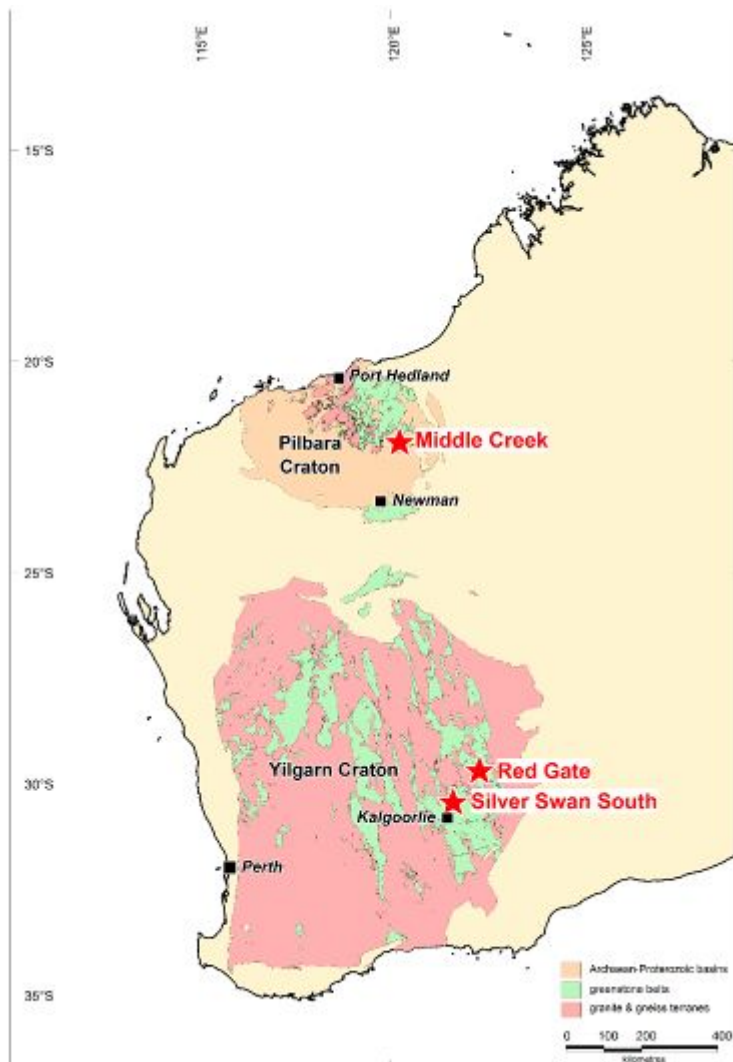 115°E
120°E
125°E
15°S
20°S
Port Hedland
Middle Creek
Pilbara
Craton
Newman
25°S
Red Gate
30°S
Yilgarn Craton
Silver Swan South
Kalgoorlie
Perth
Archaean-Proterozoic basins
greenstone belts
granite & gneiss terranes
35°S
0 100 200 400
kilometres